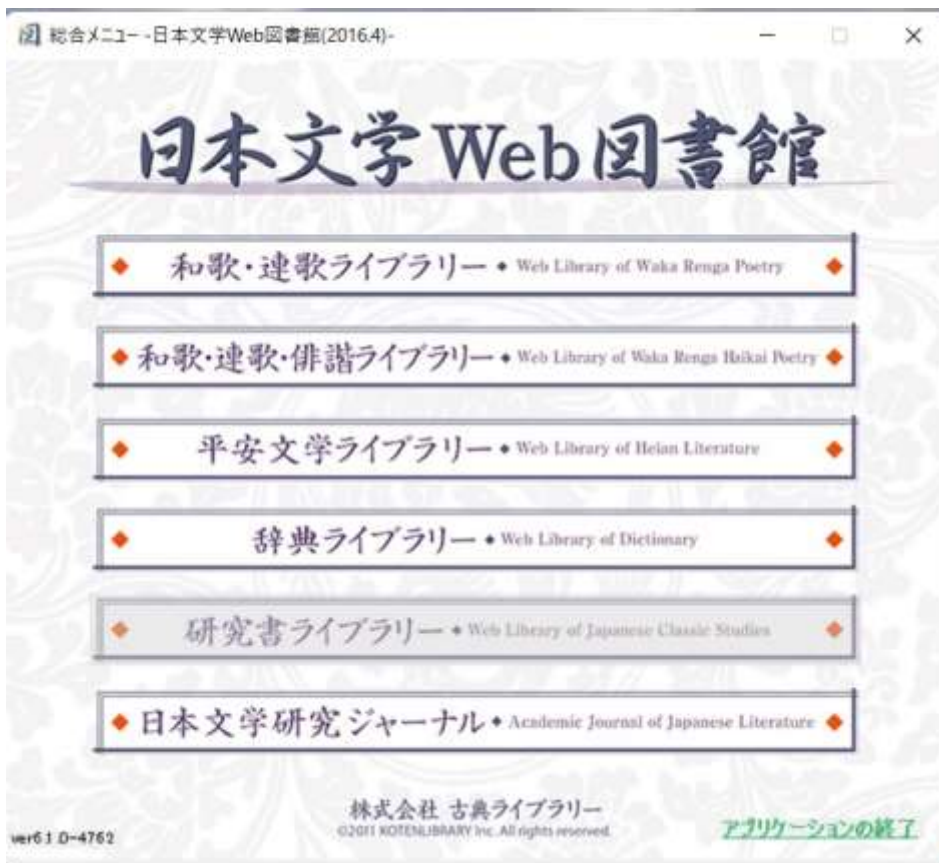 総合メニュー -日本文学Web図書館(2016.4)-
日本文学Web図書館
和歌・連歌ライブラリー ◆ Web Library of Waka Renga Poetry
和歌・連歌・俳諧ライブラリー ◆ Web Library of Waka Renga Haikai Poetry
平安文学ライブラリー ◆ Web Library of Heian Literature
辞典ライブラリー ◆ Web Library of Dictionary
研究書ライブラリー ◆ Web Library of Japanese Classic Studies
日本文学研究ジャーナル ◆ Academic Journal of Japanese Literature
株式会社 古典ライブラリー
©2011 KOTENLIBRARY Inc. All rights reserved.
ver6.1.0-4762
アプリケーションの終了